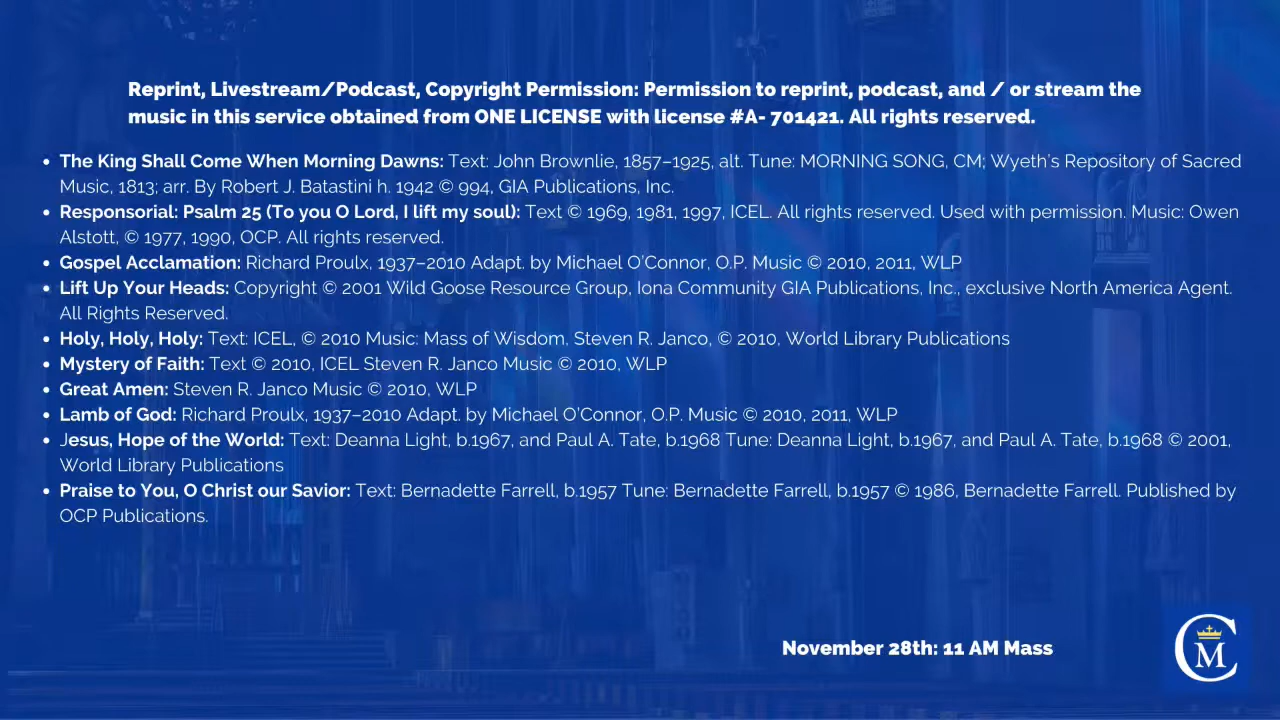 Reprint, Livestream/Podcast, Copyright Permission: Permission to reprint, podcast, and / or stream the
music in this service obtained from ONE LICENSE with license #A- 701421. All rights reserved.
• The King Shall Come When Morning Dawns: Text: John Brownlie, 1857–1925, alt. Tune: MORNING SONG, CM; Wyeth's Repository of Sacred
Music, 1813; arr. By Robert J. Batastini h. 1942 © 994, GIA Publications, Inc.
• Responsorial: Psalm 25 (To you O Lord, I lift my soul): Text © 1969, 1981, 1997, ICEL. All rights reserved. Used with permission. Music: Owen
Alstott, © 1977, 1990, OCP. All rights reserved.
• Gospel Acclamation: Richard Proulx, 1937–2010 Adapt. by Michael O'Connor, O.P. Music © 2010, 2011, WLP
• Lift Up Your Heads: Copyright © 2001 Wild Goose Resource Group, Iona Community GIA Publications, Inc., exclusive North America Agent.
All Rights Reserved.
• Holy, Holy, Holy: Text: ICEL, © 2010 Music: Mass of Wisdom, Steven R. Janco, © 2010, World Library Publications
• Mystery of Faith: Text © 2010, ICEL Steven R. Janco Music © 2010, WLP
• Great Amen: Steven R. Janco Music © 2010, WLP
• Lamb of God: Richard Proulx, 1937–2010 Adapt. by Michael O'Connor, O.P. Music © 2010, 2011, WLP
• Jesus, Hope of the World: Text: Deanna Light, b.1967, and Paul A. Tate, b.1968 Tune: Deanna Light, b.1967, and Paul A. Tate, b.1968 © 2001,
World Library Publications
• Praise to You, O Christ our Savior: Text: Bernadette Farrell, b.1957 Tune: Bernadette Farrell, b.1957 © 1986, Bernadette Farrell. Published by
OCP Publications.
November 28th: 11 AM Mass
CM